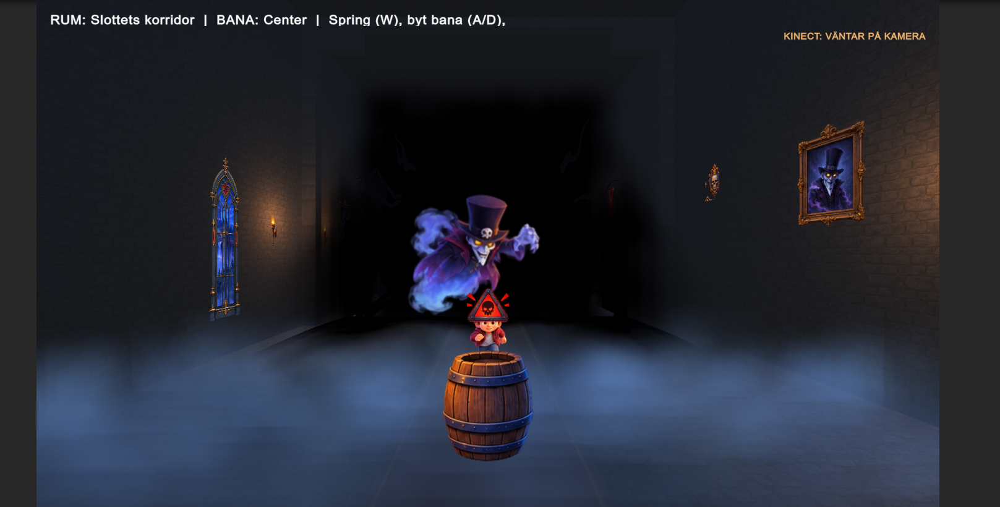 RUM: Slottets korridor | BANA: Center | Spring (W), byt bana (A/D),
KINECT: VÄNTAR PÅ KAMERA